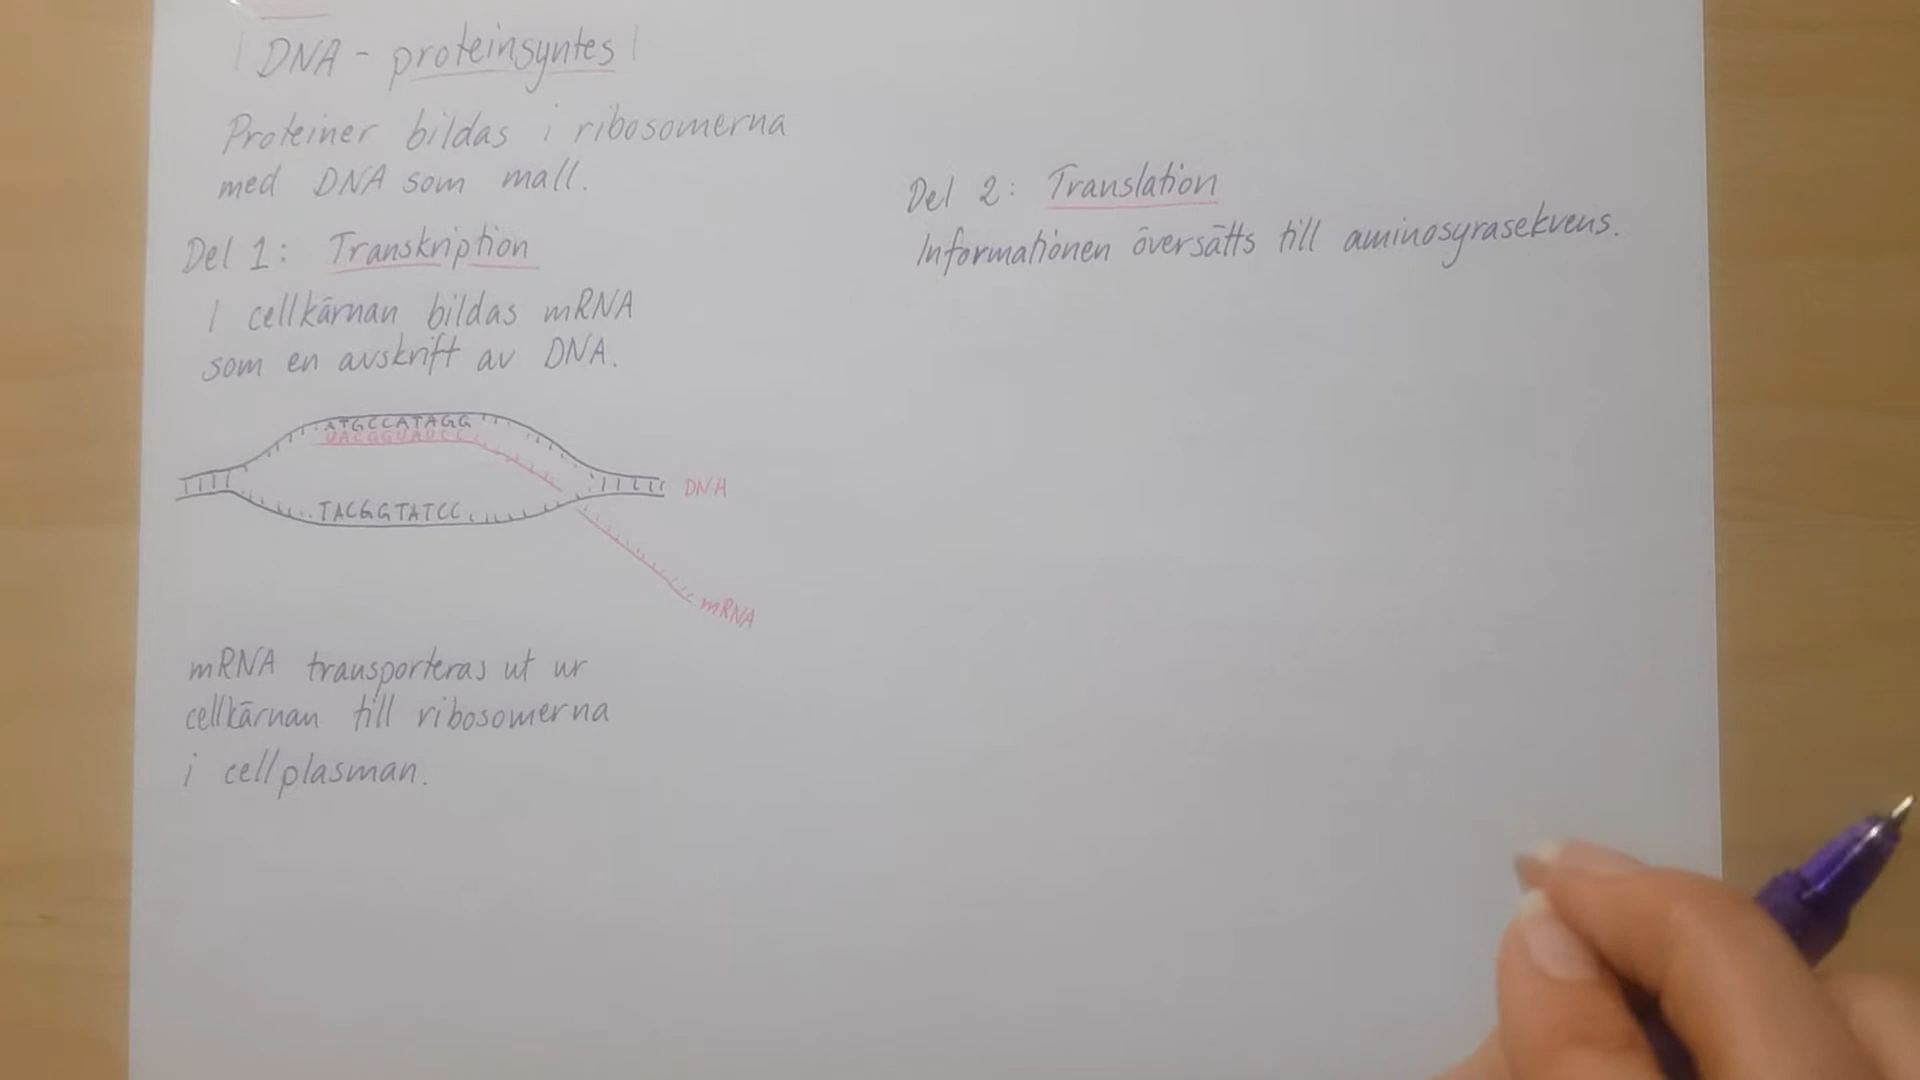 DNA - proteinsyntes
Proteiner bildas i ribosomerna
med DNA som mall.
Del 1: Transkription
I cellkärnan bildas mRNA
som en avskrift av DNA.
ATGCCATAGG
UACGGUAUCC
TACGGTATCC
DNA
mRNA
mRNA transporteras ut ur
cellkärnan till ribosomerna
i cellplasman.
Del 2: Translation
Informationen översätts till aminosyrasekvens.